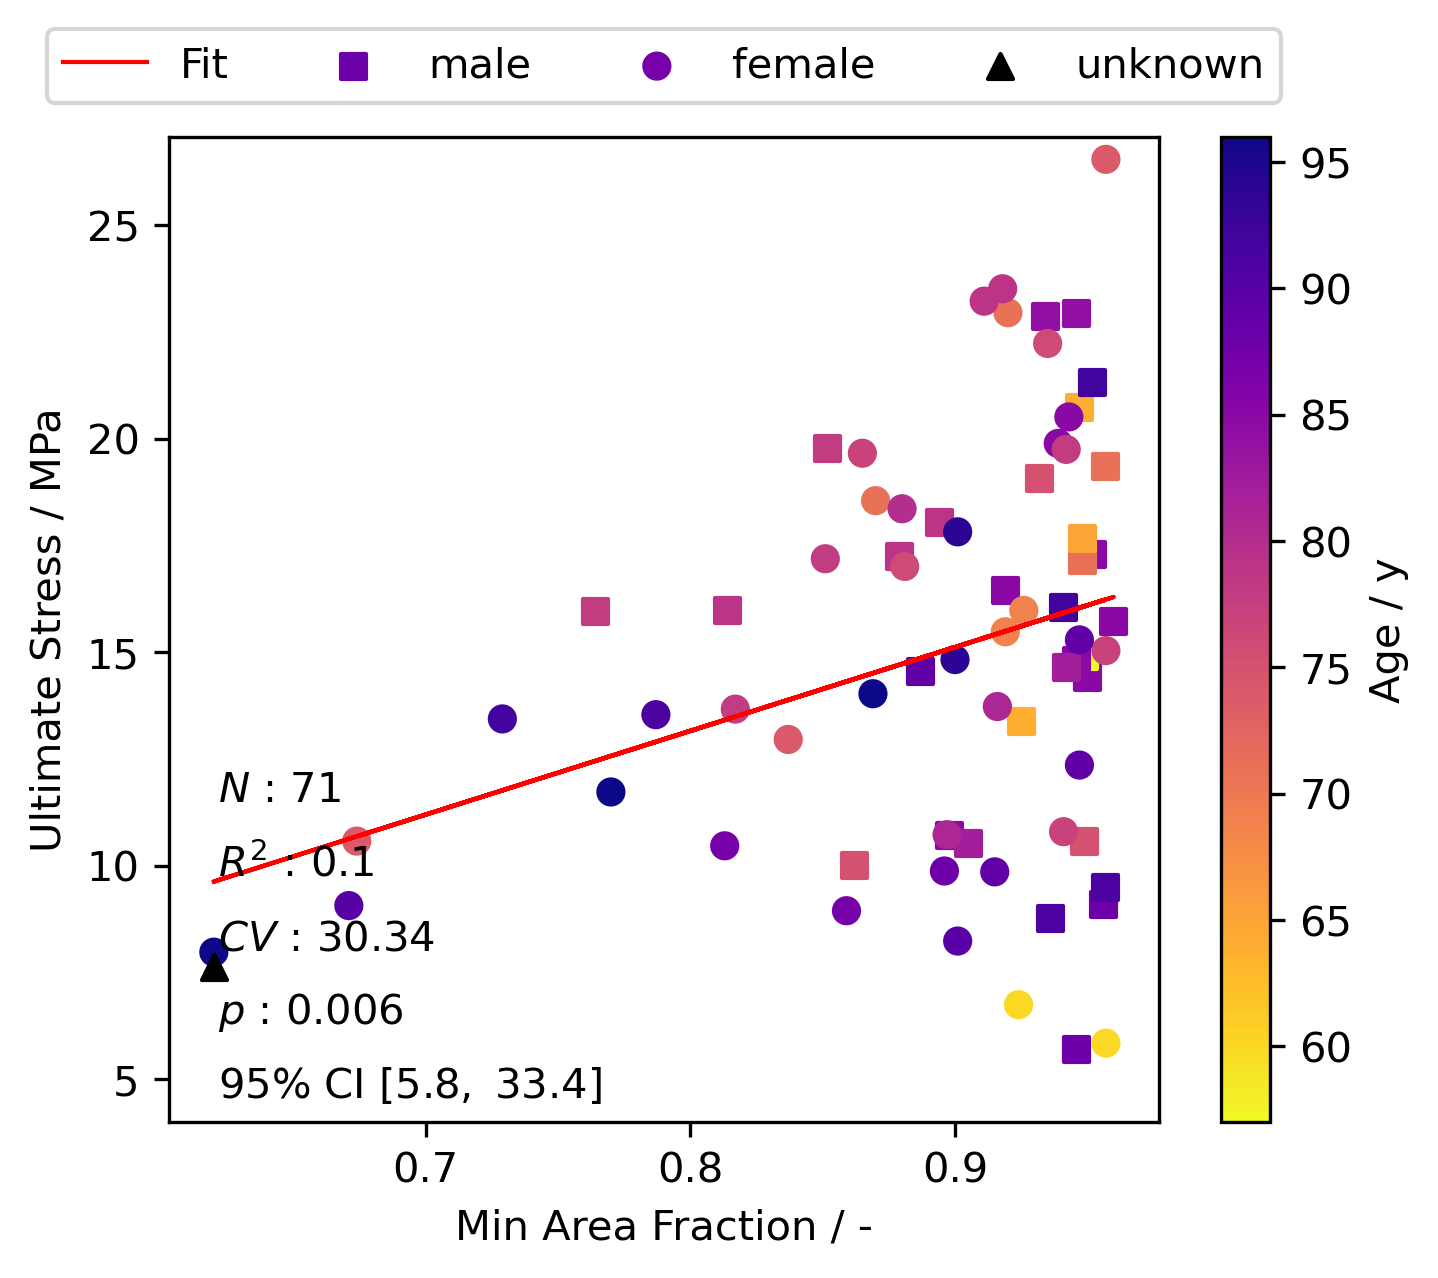 Fit male female unknown
25
20
15
10
5
Ultimate Stress / MPa
N : 71
R² : 0.1
CV : 30.34
p : 0.006
95% CI [5.8, 33.4]
0.7 0.8 0.9
Min Area Fraction / -
95
90
85
80
75
70
65
60
Age / y